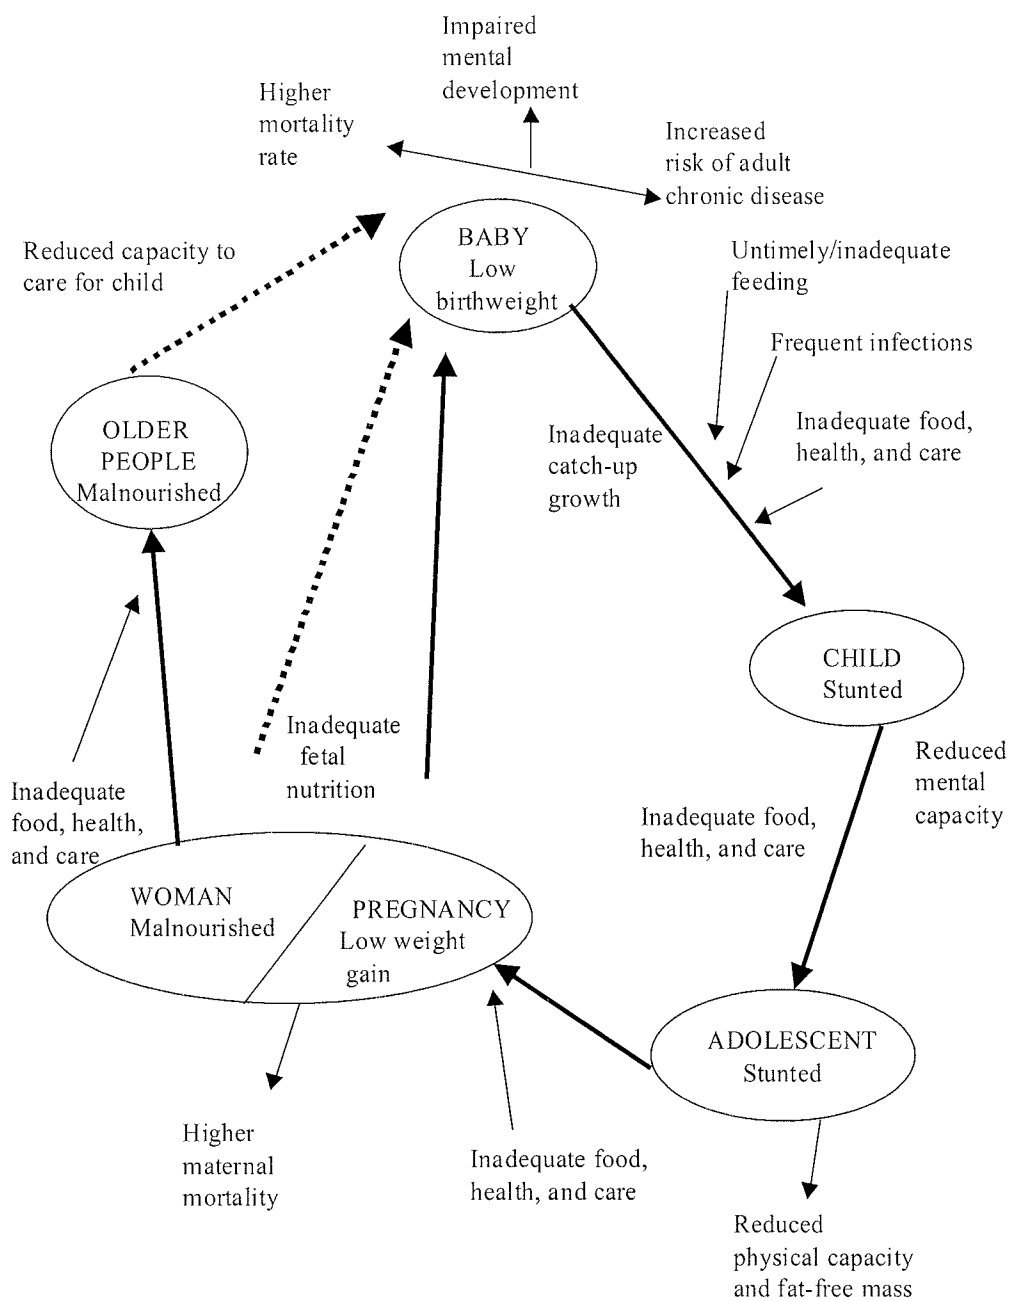 Impaired
mental
development
Higher
mortality
rate
Increased
risk of adult
chronic disease
Reduced capacity to
care for child
BABY
Low
birthweight
Untimely/inadequate
feeding
Frequent infections
Inadequate food,
health, and care
Inadequate
catch-up
growth
OLDER
PEOPLE
Malnourished
CHILD
Stunted
Reduced
mental
capacity
Inadequate food,
health, and care
Inadequate
fetal
nutrition
Inadequate
food, health,
and care
WOMAN
Malnourished
PREGNANCY
Low weight
gain
ADOLESCENT
Stunted
Higher
maternal
mortality
Inadequate food,
health, and care
Reduced
physical capacity
and fat-free mass